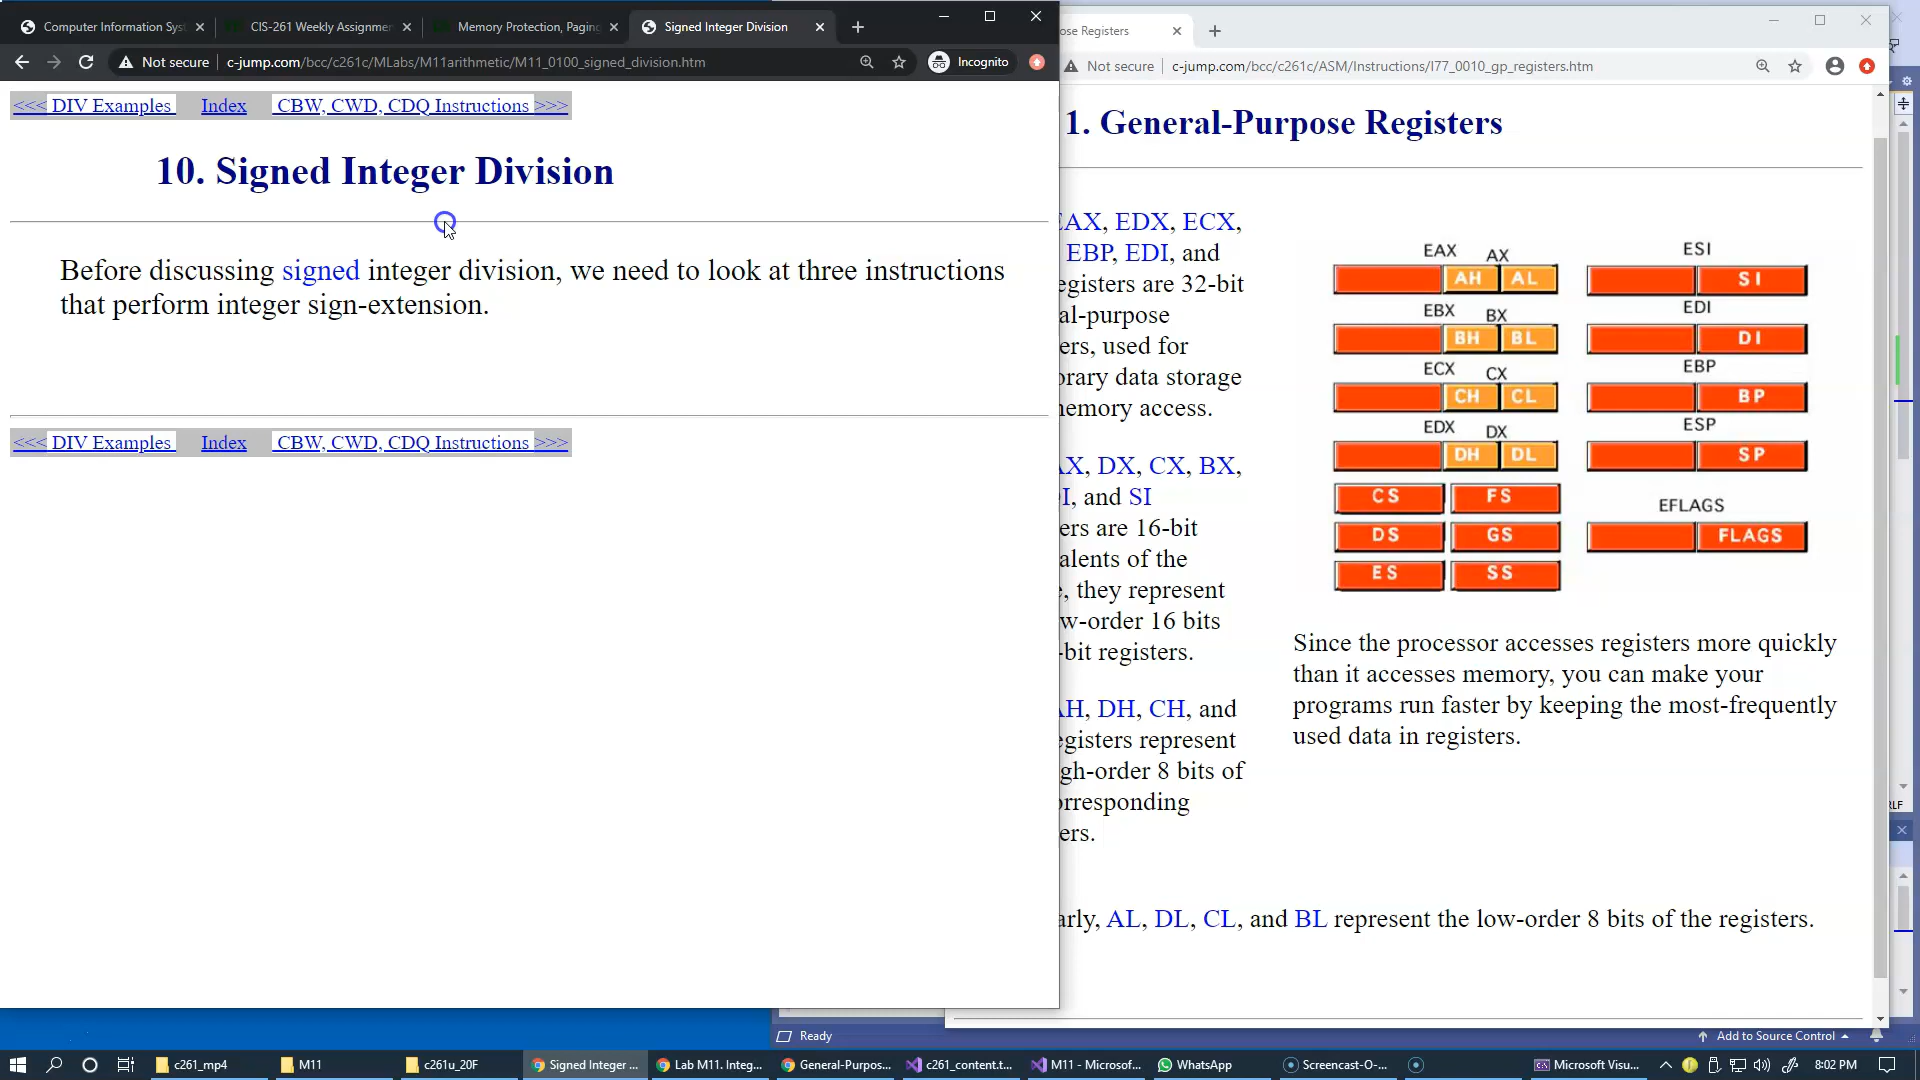 Computer Information Sys
CIS-261 Weekly Assignmen
Memory Protection, Paging
Signed Integer Division
Not secure
c-jump.com/bcc/c261c/MLabs/M11arithmetic/M11_0100_signed_division.htm
Incognito
<<< DIV Examples Index CBW, CWD, CDQ Instructions >>>
10. Signed Integer Division
Before discussing signed integer division, we need to look at three instructions
that perform integer sign-extension.
<<< DIV Examples Index CBW, CWD, CDQ Instructions >>>
ose Registers
Not secure
c-jump.com/bcc/c261c/ASM/Instructions/I77_0010_gp_registers.htm
1. General-Purpose Registers
EAX, EDX, ECX,
EBP, EDI, and
egisters are 32-bit
al-purpose
ers, used for
orary data storage
emory access.
AX, DX, CX, BX,
I, and SI
ers are 16-bit
alents of the
e, they represent
w-order 16 bits
-bit registers.
AH, DH, CH, and
egisters represent
gh-order 8 bits of
orresponding
ers.
EAX AX
AH AL
EBX BX
BH BL
ECX CX
CH CL
EDX DX
DH DL
CS FS
DS GS
ES SS
ESI
SI
EDI
DI
EBP
BP
ESP
SP
EFLAGS
FLAGS
Since the processor accesses registers more quickly
than it accesses memory, you can make your
programs run faster by keeping the most-frequently
used data in registers.
arly, AL, DL, CL, and BL represent the low-order 8 bits of the registers.
RLF
Ready
Add to Source Control
c261_mp4
M11
c261u_20F
Signed Integer ...
Lab M11. Integ...
General-Purpos...
c261_content.t...
M11 - Microsof...
WhatsApp
Screencast-O-...
Microsoft Visu...
8:02 PM